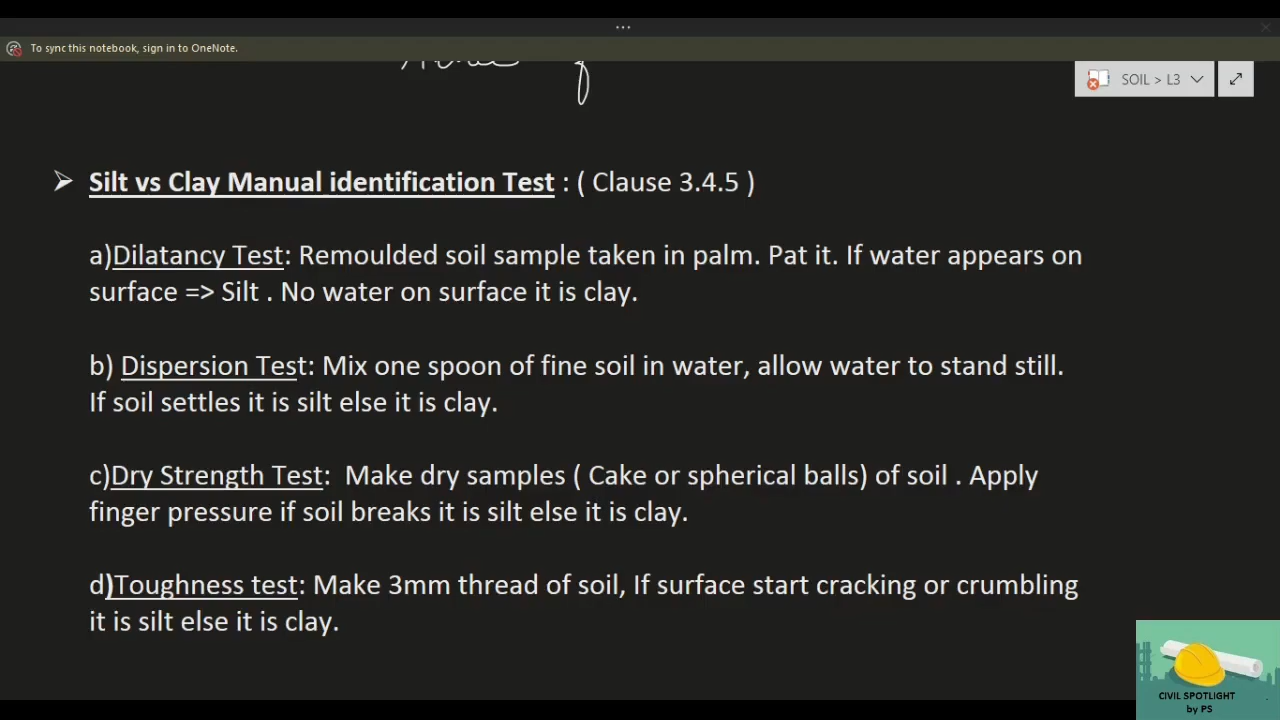 To sync this notebook, sign in to OneNote.
SOIL > L3
Silt vs Clay Manual identification Test : ( Clause 3.4.5 )
a)Dilatancy Test: Remoulded soil sample taken in palm. Pat it. If water appears on
surface => Silt . No water on surface it is clay.
b) Dispersion Test: Mix one spoon of fine soil in water, allow water to stand still.
If soil settles it is silt else it is clay.
c)Dry Strength Test:  Make dry samples ( Cake or spherical balls) of soil . Apply
finger pressure if soil breaks it is silt else it is clay.
d)Toughness test: Make 3mm thread of soil, If surface start cracking or crumbling
it is silt else it is clay.
CIVIL SPOTLIGHT
by PS